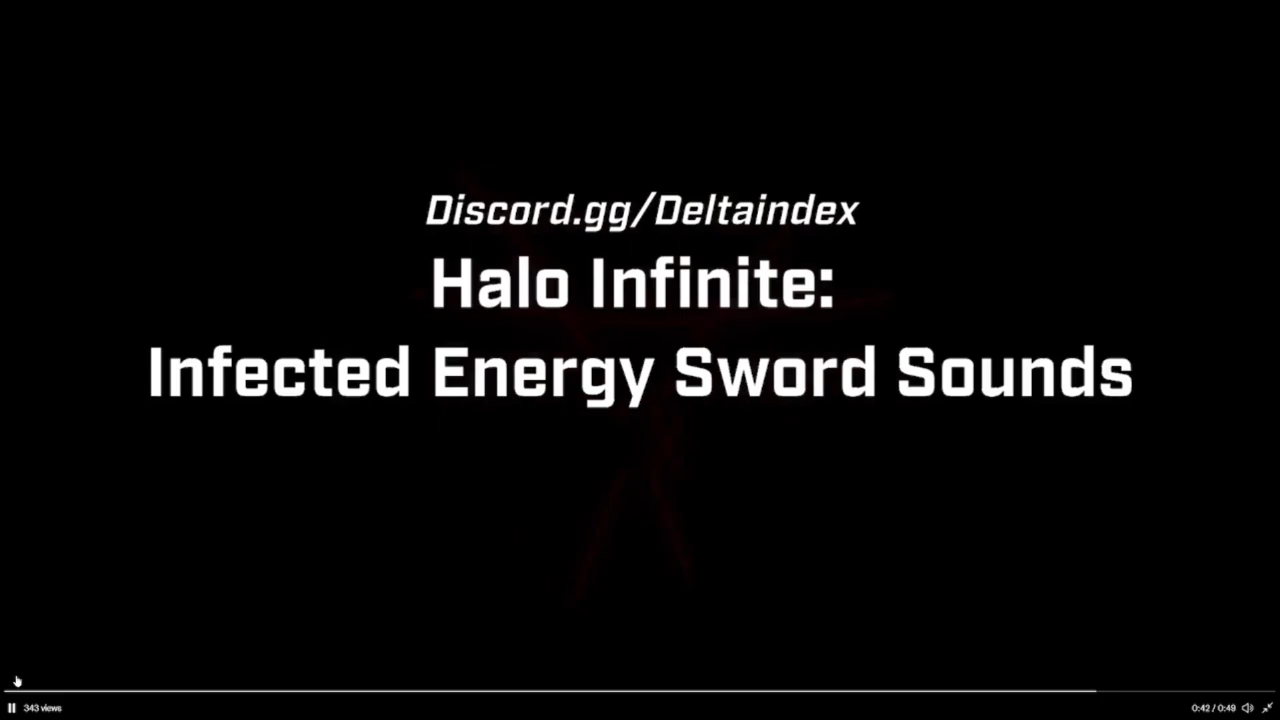 Discord.gg/Deltaindex
Halo Infinite:
Infected Energy Sword Sounds
343 views
0:42 / 0:49